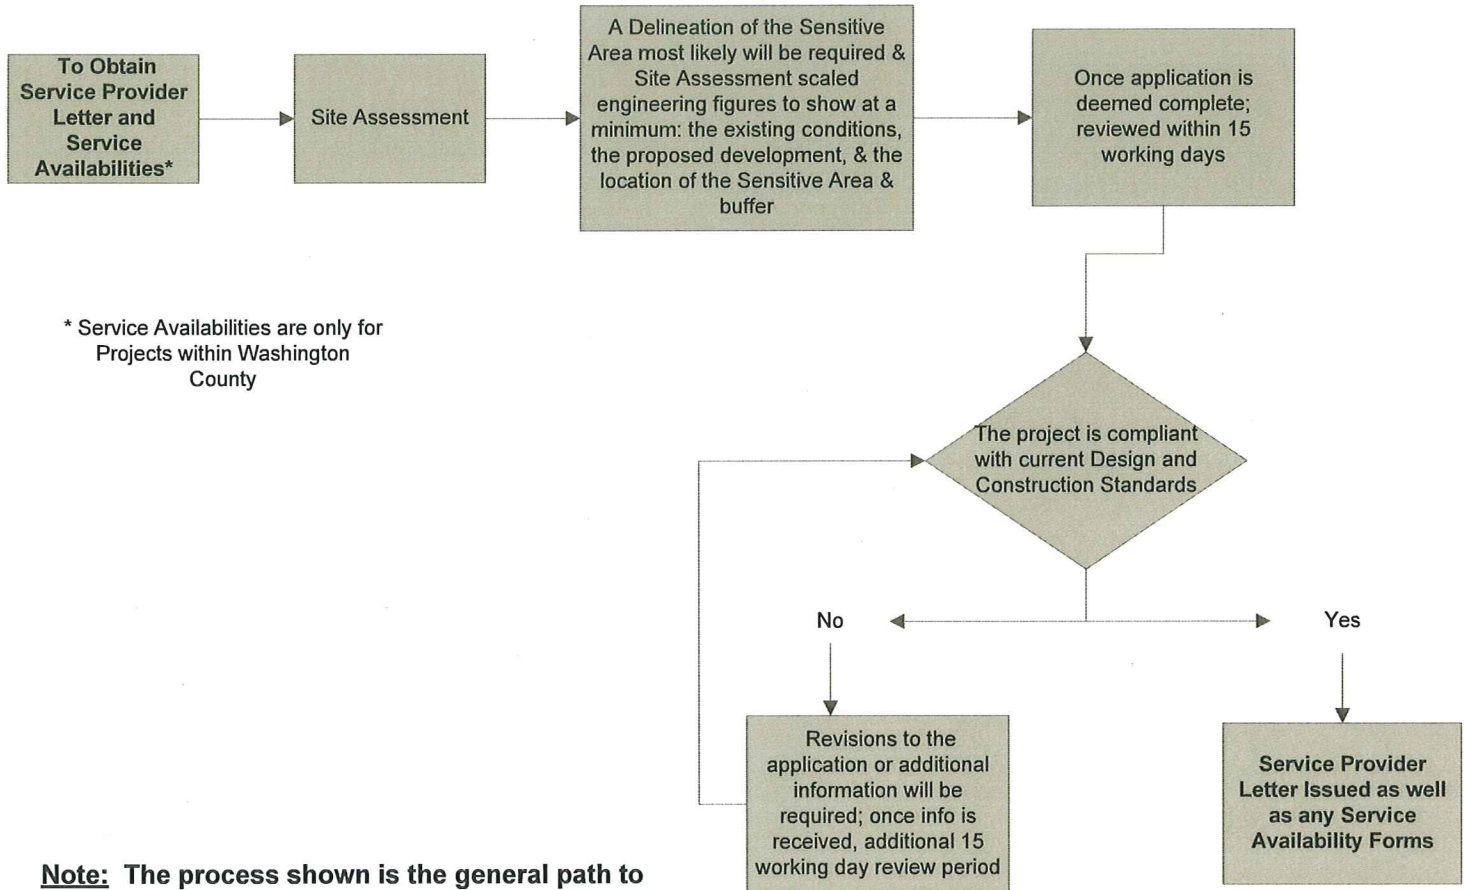 To Obtain
Service Provider
Letter and
Service
Availabilities*
Site Assessment
A Delineation of the Sensitive
Area most likely will be required &
Site Assessment scaled
engineering figures to show at a
minimum: the existing conditions,
the proposed development, & the
location of the Sensitive Area &
buffer
Once application is
deemed complete;
reviewed within 15
working days
* Service Availabilities are only for
Projects within Washington
County
The project is compliant
with current Design and
Construction Standards
No
Yes
Revisions to the
application or additional
information will be
required; once info is
received, additional 15
working day review period
Service Provider
Letter Issued as well
as any Service
Availability Forms
Note: The process shown is the general path to